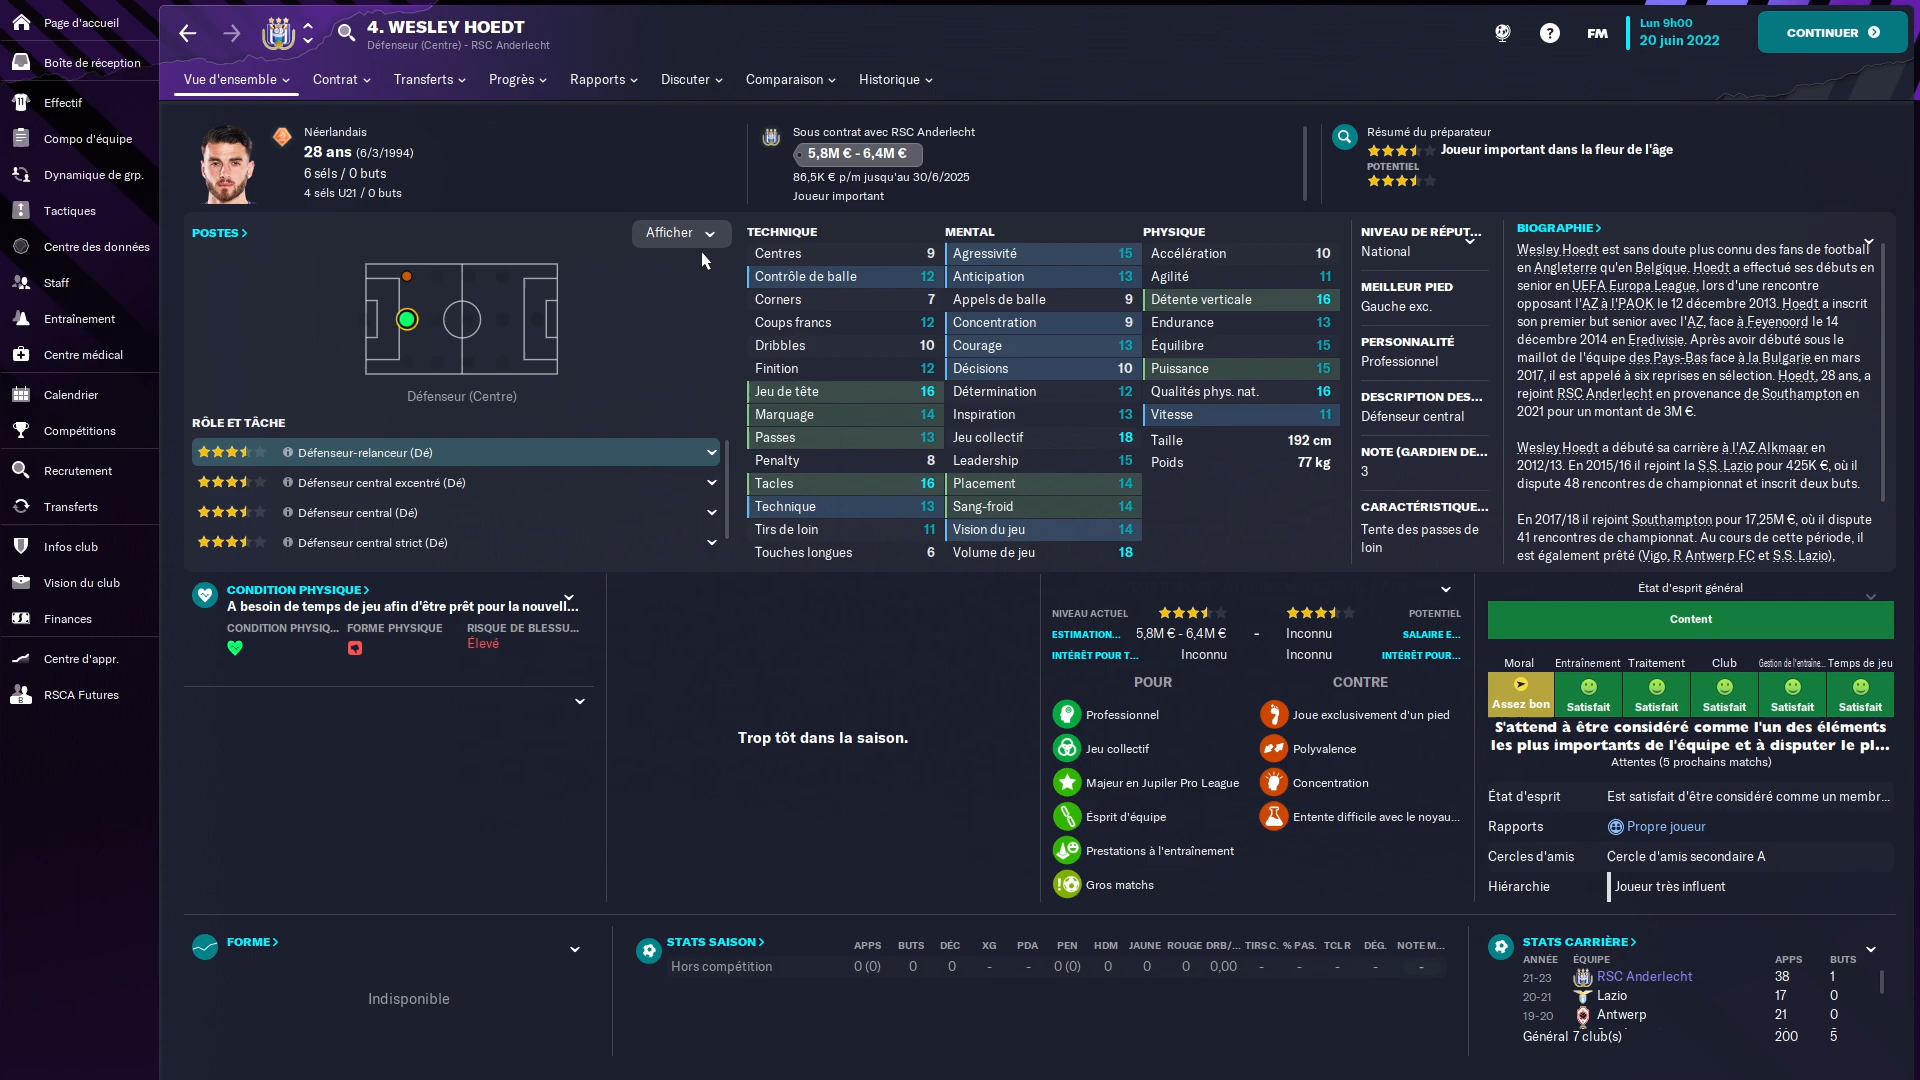 Page d'accueil
Boîte de réception
Effectif
Compo d'équipe
Dynamique de grp.
Tactiques
Centre des données
Staff
Entraînement
Centre médical
Calendrier
Compétitions
Recrutement
Transferts
Infos club
Vision du club
Finances
Centre d'appr.
RSCA Futures
4. WESLEY HOEDT
Défenseur (Centre) - RSC Anderlecht
FM
Lun 9h00
20 juin 2022
CONTINUER
Vue d'ensemble
Contrat
Transferts
Progrès
Rapports
Discuter
Comparaison
Historique
Néerlandais
28 ans (6/3/1994)
6 séls / 0 buts
4 séls U21 / 0 buts
Sous contrat avec RSC Anderlecht
5,8M € - 6,4M €
86,5K € p/m jusqu'au 30/6/2025
Joueur important
Résumé du préparateur
Joueur important dans la fleur de l'âge
POTENTIEL
POSTES >
Afficher
Défenseur (Centre)
RÔLE ET TÂCHE
Défenseur-relanceur (Dé)
Défenseur central excentré (Dé)
Défenseur central (Dé)
Défenseur central strict (Dé)
TECHNIQUE
Centres 9
Contrôle de balle 12
Corners 7
Coups francs 12
Dribbles 10
Finition 12
Jeu de tête 16
Marquage 14
Passes 13
Penalty 8
Tacles 16
Technique 13
Tirs de loin 11
Touches longues 6
MENTAL
Agressivité 15
Anticipation 13
Appels de balle 9
Concentration 9
Courage 13
Décisions 10
Détermination 12
Inspiration 13
Jeu collectif 18
Leadership 15
Placement 14
Sang-froid 14
Vision du jeu 14
Volume de jeu 18
PHYSIQUE
Accélération 10
Agilité 11
Détente verticale 16
Endurance 13
Équilibre 15
Puissance 15
Qualités phys. nat. 16
Vitesse 11
Taille 192 cm
Poids 77 kg
NIVEAU DE RÉPUT...
National
MEILLEUR PIED
Gauche exc.
PERSONNALITÉ
Professionnel
DESCRIPTION DES...
Défenseur central
NOTE (GARDIEN DE...
3
CARACTÉRISTIQUE...
Tente des passes de
loin
BIOGRAPHIE >
Wesley Hoedt est sans doute plus connu des fans de football
en Angleterre qu'en Belgique. Hoedt a effectué ses débuts en
senior en UEFA Europa League, lors d'une rencontre
opposant l'AZ à l'PAOK le 12 décembre 2013. Hoedt a inscrit
son premier but senior avec l'AZ, face à Feyenoord le 14
décembre 2014 en Eredivisie. Après avoir débuté sous le
maillot de l'équipe des Pays-Bas face à la Bulgarie en mars
2017, il est appelé à six reprises en sélection. Hoedt, 28 ans, a
rejoint RSC Anderlecht en provenance de Southampton en
2021 pour un montant de 3M €.
Wesley Hoedt a débuté sa carrière à l'AZ Alkmaar en
2012/13. En 2015/16 il rejoint la S.S. Lazio pour 425K €, où il
dispute 48 rencontres de championnat et inscrit deux buts.
En 2017/18 il rejoint Southampton pour 17,25M €, où il dispute
41 rencontres de championnat. Au cours de cette période, il
est également prêté (Vigo, R Antwerp FC et S.S. Lazio),
CONDITION PHYSIQUE >
A besoin de temps de jeu afin d'être prêt pour la nouvell...
CONDITION PHYSIQ... FORME PHYSIQUE RISQUE DE BLESSU...
Élevé
Trop tôt dans la saison.
NIVEAU ACTUEL POTENTIEL
ESTIMATION... 5,8M € - 6,4M € - Inconnu SALAIRE E...
INTÉRÊT POUR T... Inconnu Inconnu INTÉRÊT POUR...
POUR
Professionnel
Jeu collectif
Majeur en Jupiler Pro League
Ésprit d'équipe
Prestations à l'entraînement
Gros matchs
CONTRE
Joue exclusivement d'un pied
Polyvalence
Concentration
Entente difficile avec le noyau...
État d'esprit général
Content
Moral Entraînement Traitement Club Gestion de l'entraîne... Temps de jeu
Assez bon Satisfait Satisfait Satisfait Satisfait Satisfait
S'attend à être considéré comme l'un des éléments
les plus importants de l'équipe et à disputer le pl...
Attentes (5 prochains matchs)
État d'esprit Est satisfait d'être considéré comme un membr...
Rapports Propre joueur
Cercles d'amis Cercle d'amis secondaire A
Hiérarchie Joueur très influent
FORME >
Indisponible
STATS SAISON > APPS BUTS DÉC XG PDA PEN HDM JAUNE ROUGE DRB/... TIRS C. % PAS. TCL R DÉG. NOTE M...
Hors compétition 0 (0) 0 0 - - 0 (0) 0 0 0 0,00 - - - - -
STATS CARRIÈRE >
ANNÉE ÉQUIPE APPS BUTS
21-23 RSC Anderlecht 38 1
20-21 Lazio 17 0
19-20 Antwerp 21 0
Général 7 club(s) 200 5